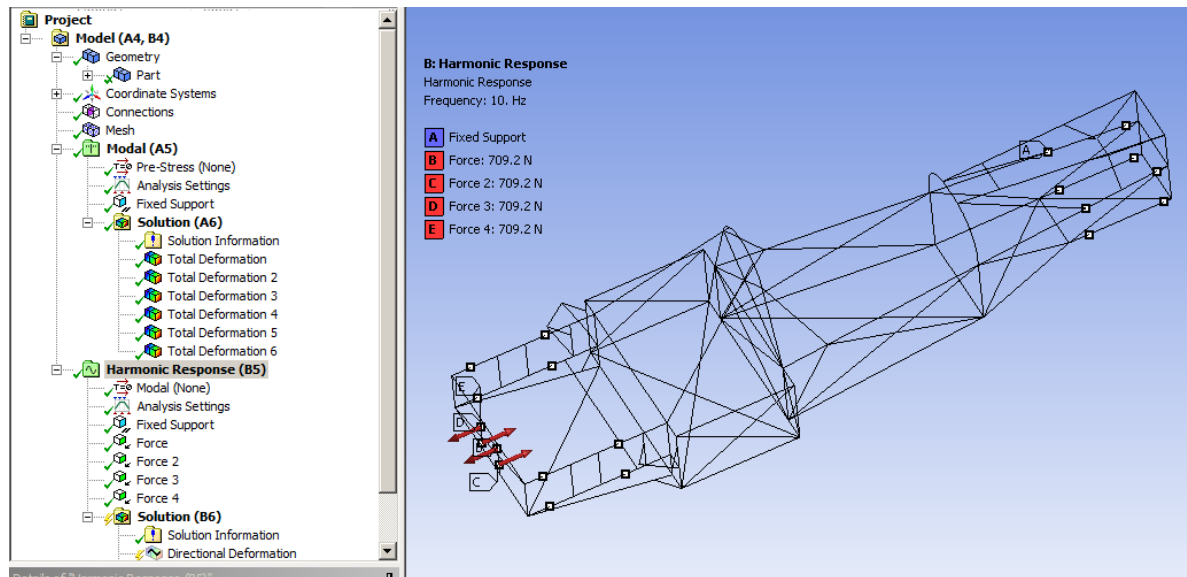 Project
Model (A4, B4)
Geometry
Part
Coordinate Systems
Connections
Mesh
Modal (A5)
Pre-Stress (None)
Analysis Settings
Fixed Support
Solution (A6)
Solution Information
Total Deformation
Total Deformation 2
Total Deformation 3
Total Deformation 4
Total Deformation 5
Total Deformation 6
Harmonic Response (B5)
Modal (None)
Analysis Settings
Fixed Support
Force
Force 2
Force 3
Force 4
Solution (B6)
Solution Information
Directional Deformation
B: Harmonic Response
Harmonic Response
Frequency: 10. Hz
A Fixed Support
B Force: 709.2 N
C Force 2: 709.2 N
D Force 3: 709.2 N
E Force 4: 709.2 N
A
E
D
C